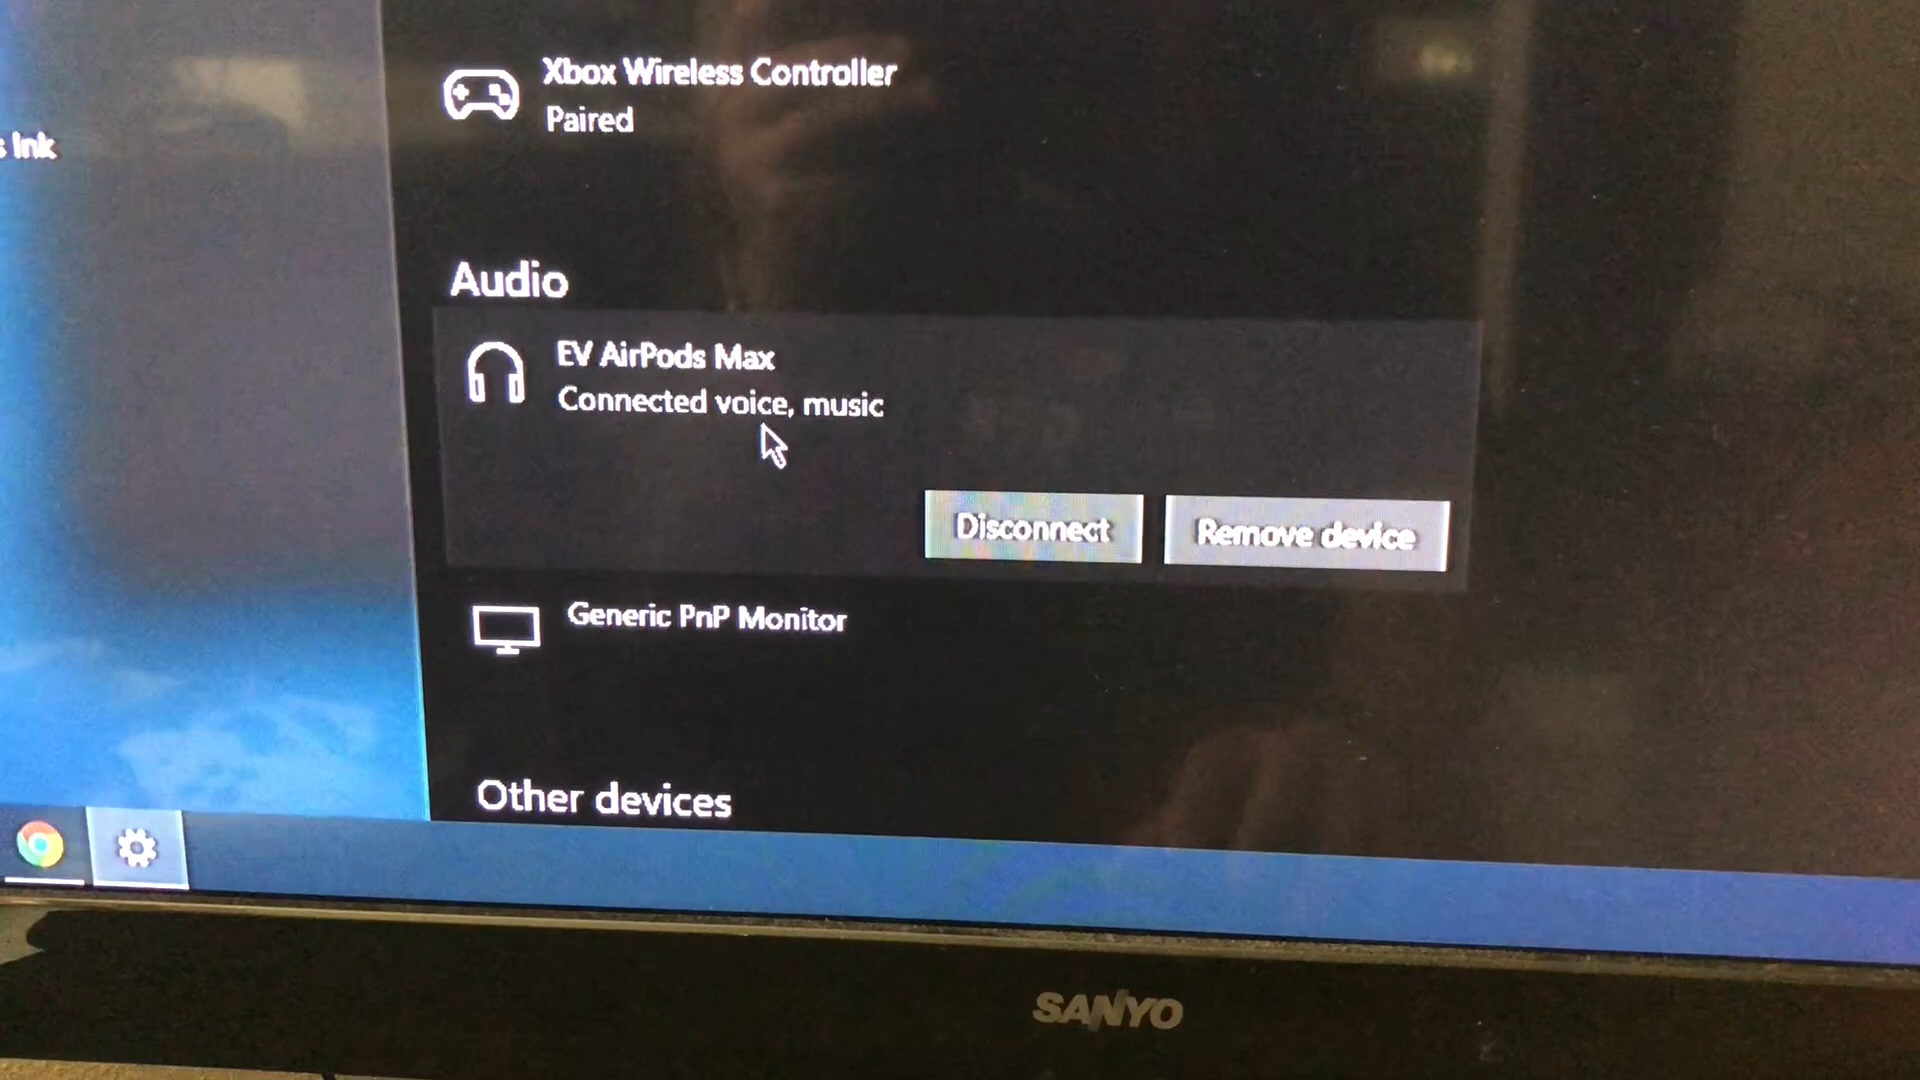 Xbox Wireless Controller
Paired
s Ink
Audio
EV AirPods Max
Connected voice, music
Disconnect
Remove device
Generic PnP Monitor
Other devices
SANYO